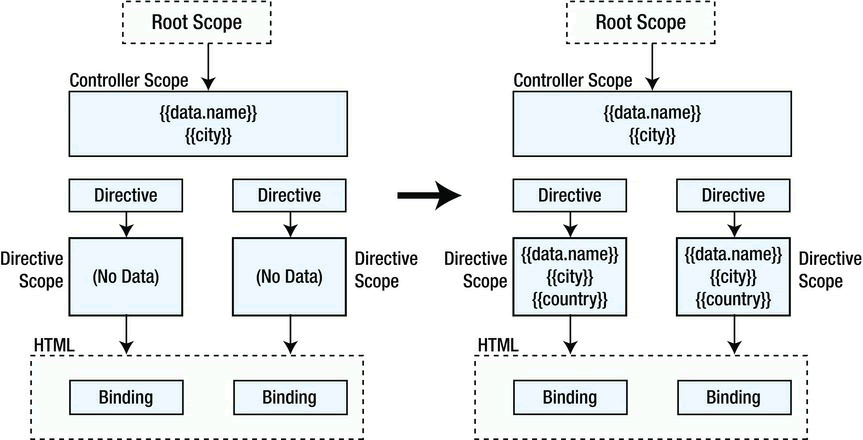 Root Scope
Controller Scope
{{data.name}}
{{city}}
Directive
Directive
Directive
Scope
(No Data)
(No Data)
Directive
Scope
HTML
Binding
Binding
Root Scope
Controller Scope
{{data.name}}
{{city}}
Directive
Directive
Directive
Scope
{{data.name}}
{{city}}
{{country}}
{{data.name}}
{{city}}
{{country}}
Directive
Scope
HTML
Binding
Binding